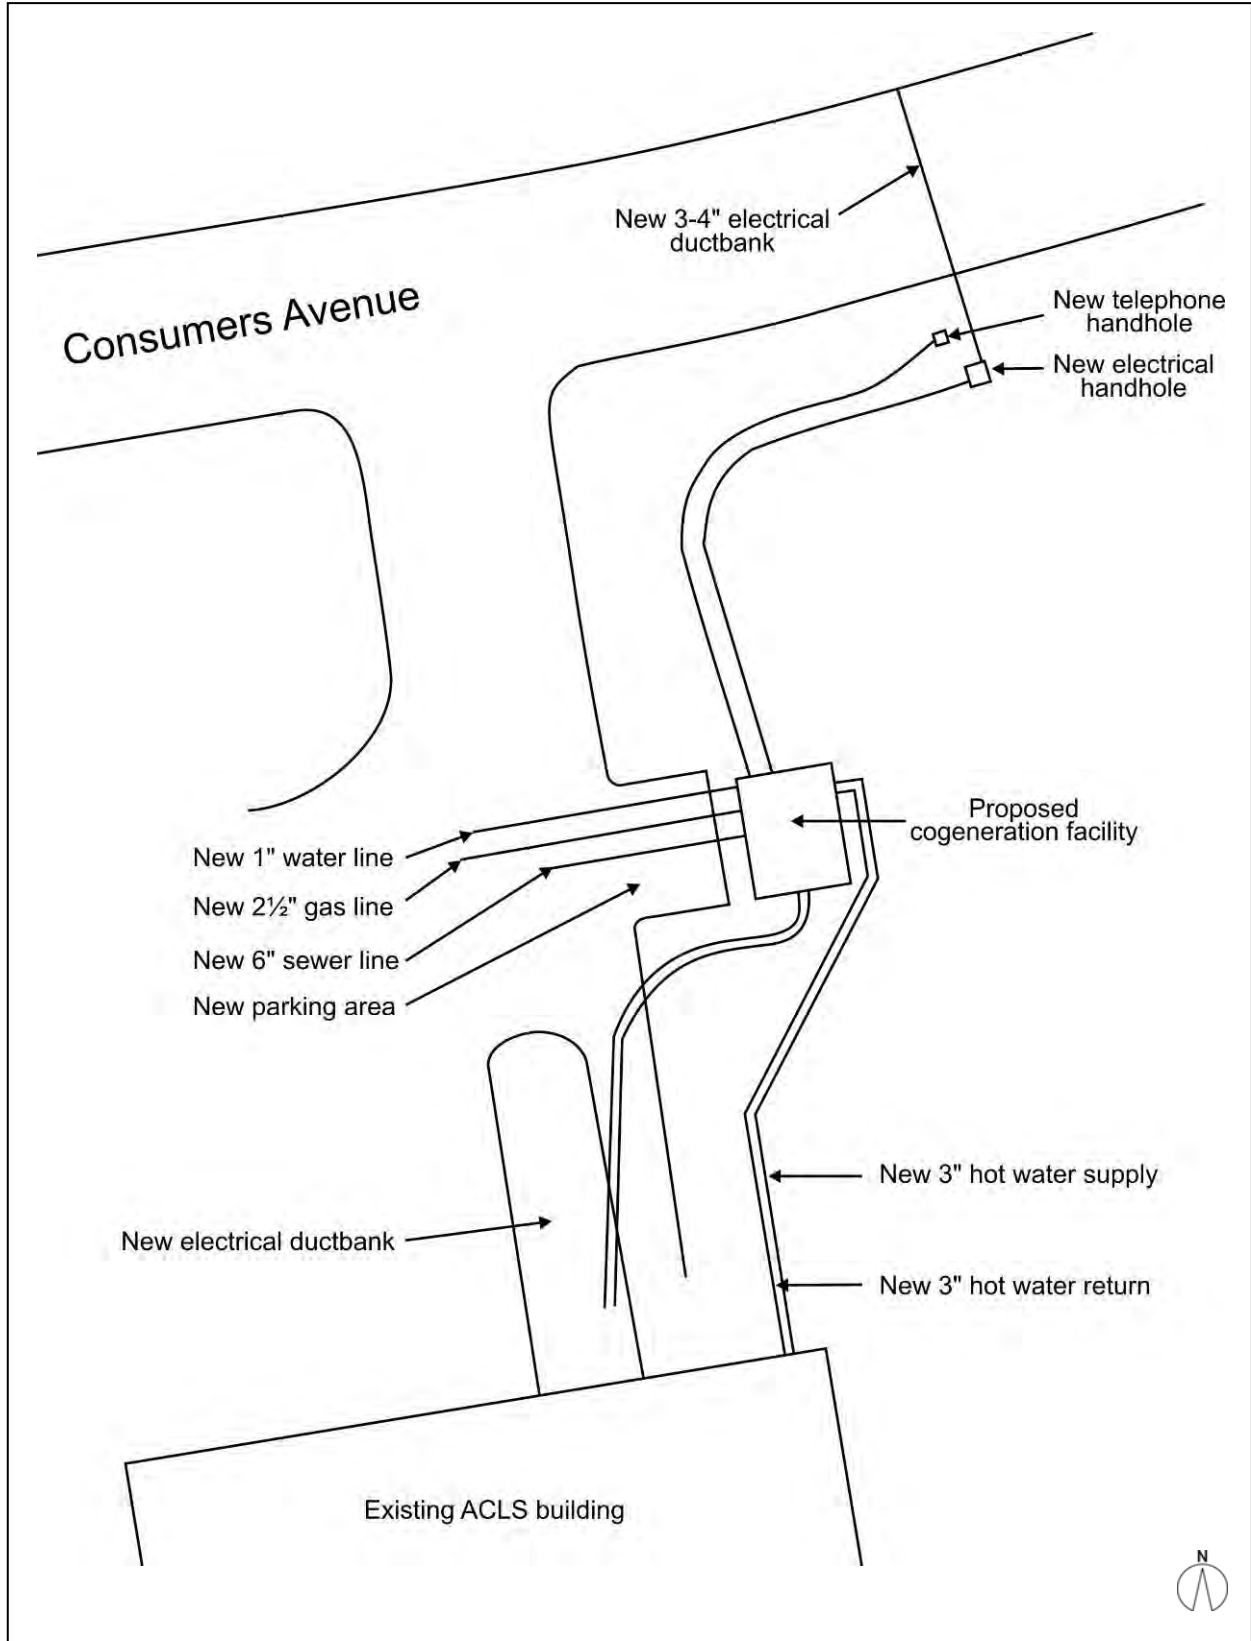 New 3-4" electrical
ductbank
Consumers Avenue
New telephone
handhole
New electrical
handhole
Proposed
cogeneration facility
New 1" water line
New 2½" gas line
New 6" sewer line
New parking area
New 3" hot water supply
New electrical ductbank
New 3" hot water return
Existing ACLS building
N